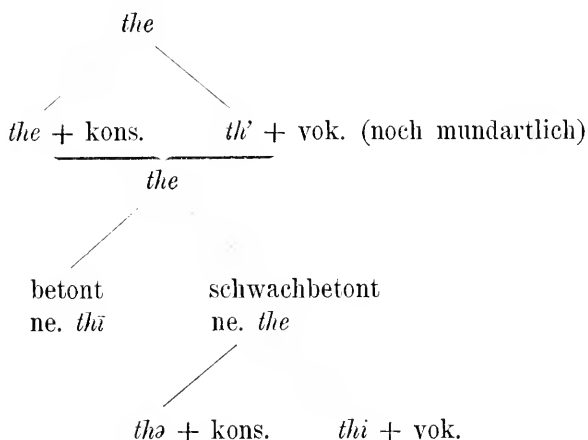 the
the + kons. th’ + vok. (noch mundartlich)
the
betont schwachbetont
ne. thī ne. the
thə + kons. thi + vok.